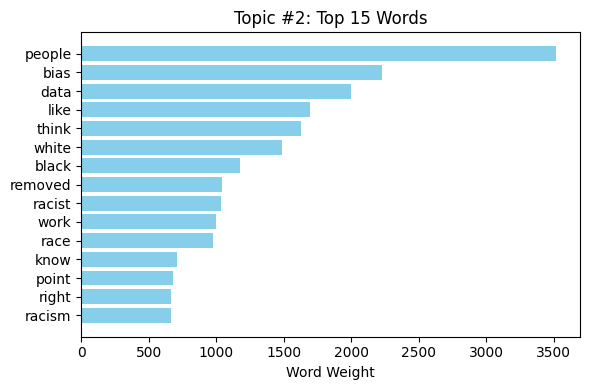 Topic #2: Top 15 Words
people
bias
data
like
think
white
black
removed
racist
work
race
know
point
right
racism
0 500 1000 1500 2000 2500 3000 3500
Word Weight